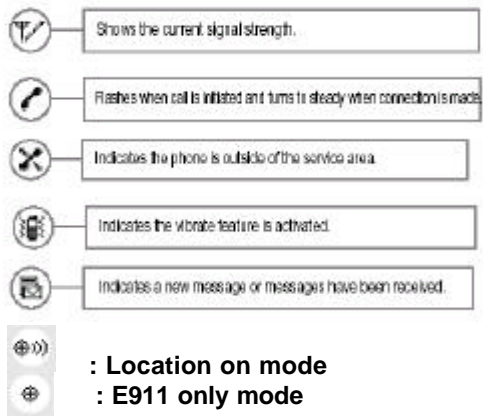 Shows the current signal strength.
Flashes when call is initiated and turns to steady when connection is made.
Indicates the phone is outside of the service area.
Indicates the vibrate feature is activated.
Indicates a new message or messages have been received.
: Location on mode
: E911 only mode